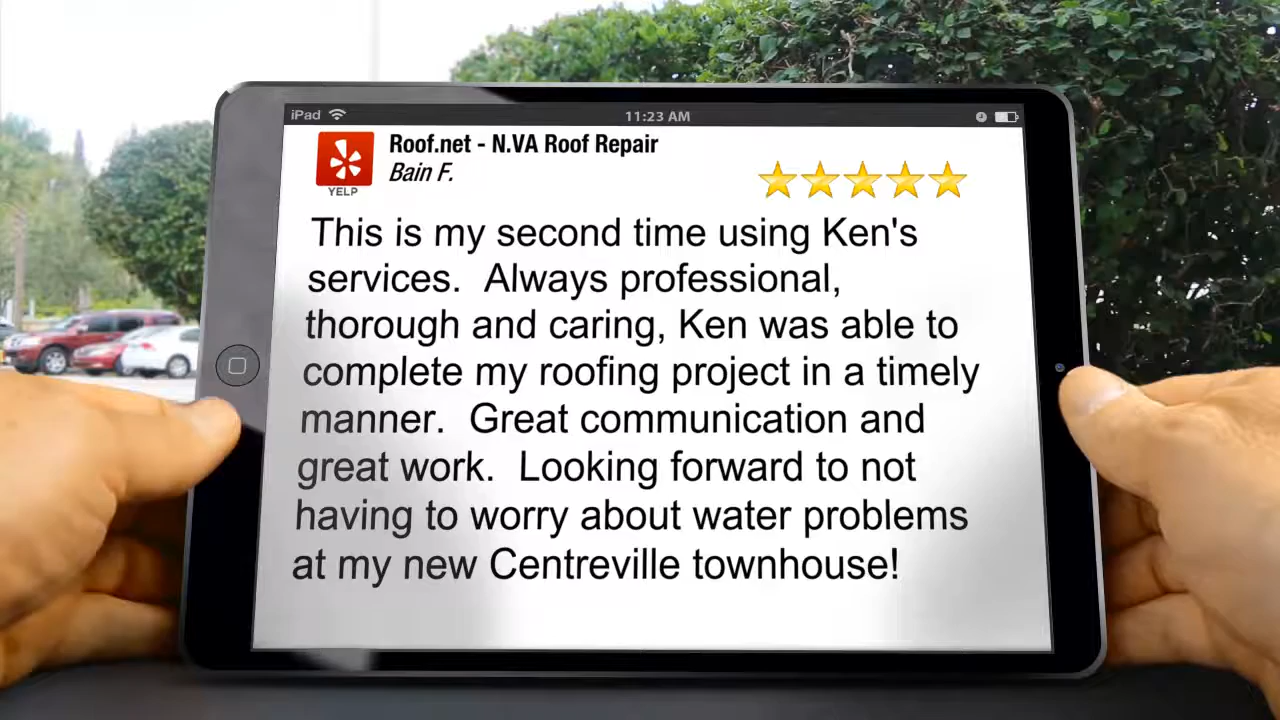 iPad 11:23 AM
Roof.net - N.VA Roof Repair
Bain F.
YELP
This is my second time using Ken's
services.  Always professional,
thorough and caring, Ken was able to
complete my roofing project in a timely
manner.  Great communication and
great work.  Looking forward to not
having to worry about water problems
at my new Centreville townhouse!